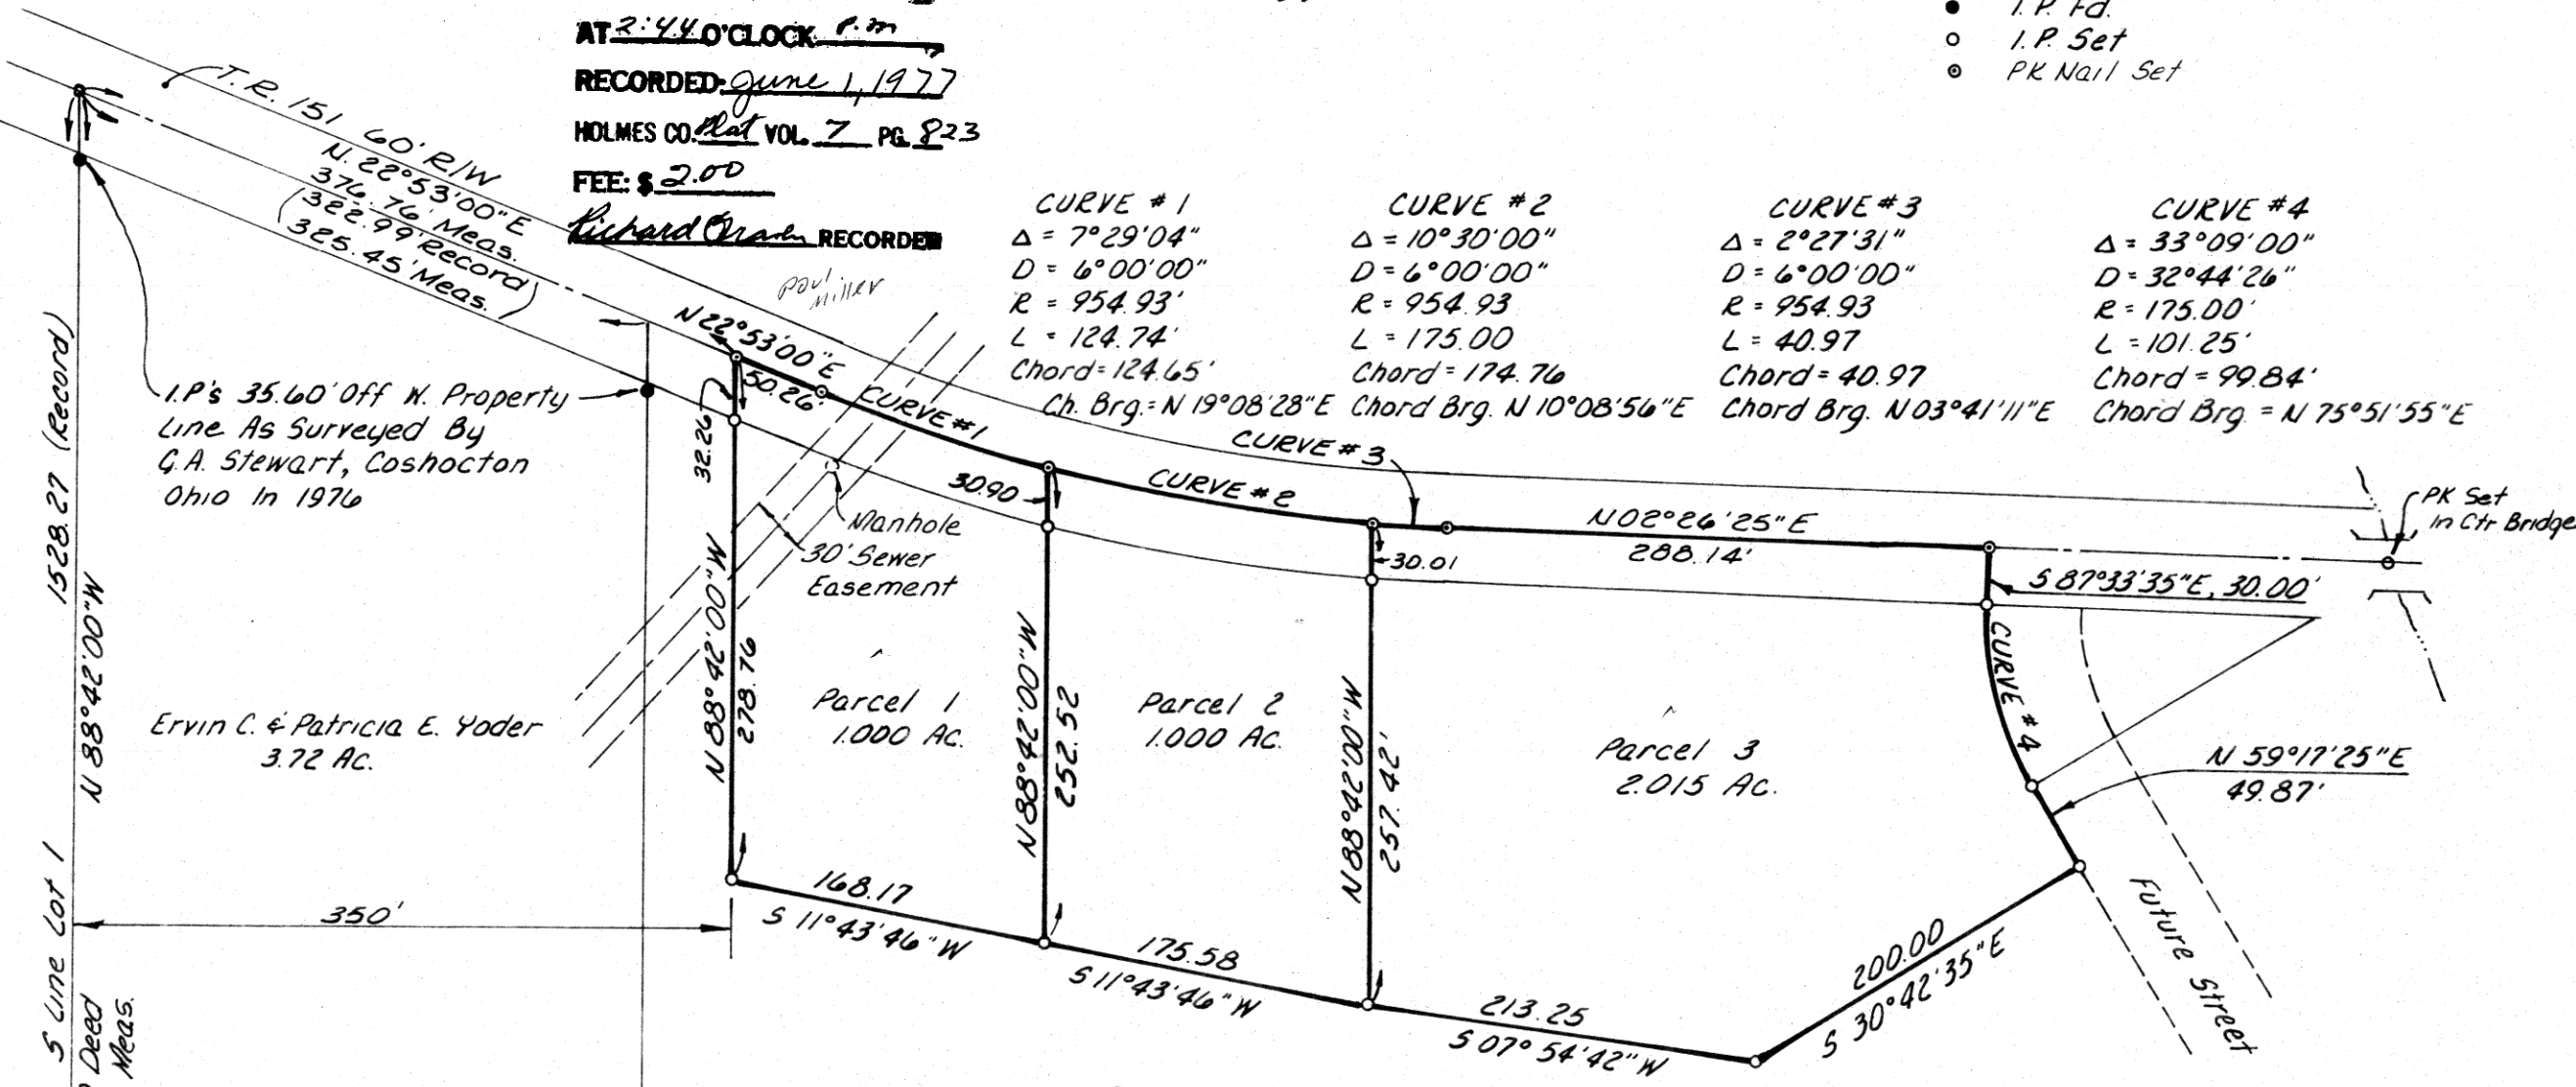 AT 2:44 O'CLOCK P.M
RECORDED June 1, 1977
HOLMES CO. Plat VOL. 7 PG. 823
FEE: $ 2.00
RECORDER
I.P. Fd.
I.P. Set
PK Nail Set
T.R. 151 60' R/W
N. 22°53'00"E
376.76' Meas.
(322.99' Record
325.45' Meas.)
Paul
Miller
CURVE #1
Δ = 7°29'04"
D = 6°00'00"
R = 954.93'
L = 124.74'
Chord = 124.65'
Ch. Brg. = N 19°08'28"E
CURVE #2
Δ = 10°30'00"
D = 6°00'00"
R = 954.93
L = 175.00
Chord = 174.76
Chord Brg. N 10°08'56"E
CURVE #3
Δ = 2°27'31"
D = 6°00'00"
R = 954.93
L = 40.97
Chord = 40.97
Chord Brg. N 03°41'11"E
CURVE #4
Δ = 33°09'00"
D = 32°44'26"
R = 175.00'
L = 101.25'
Chord = 99.84'
Chord Brg = N 75°51'55"E
I.P.'s 35.60' Off W. Property
Line As Surveyed By
G.A. Stewart, Coshocton
Ohio In 1976
N 22°53'00"E
50.26'
CURVE #1
CURVE #2
CURVE #3
N 02°26'25"E
288.14'
PK Set
In Ctr Bridge
S 87°33'35"E, 30.00'
CURVE #4
N 59°17'25"E
49.87'
32.26
30.90
30.01
Manhole
30' Sewer
Easement
1528.27 (Record)
N 88°42'00"W
S Line Lot 1
Deed
Meas.
Ervin C. & Patricia E. Yoder
3.72 Ac.
350'
N 88°42'00"W
278.76
Parcel 1
1.000 AC.
N 88°42'00"W
252.52
Parcel 2
1.000 AC.
N 88°42'00"W
257.42'
Parcel 3
2.015 Ac.
168.17
S 11°43'46"W
175.58
S 11°43'46"W
213.25
S 07°54'42"W
200.00
S 30°42'35"E
Future Street